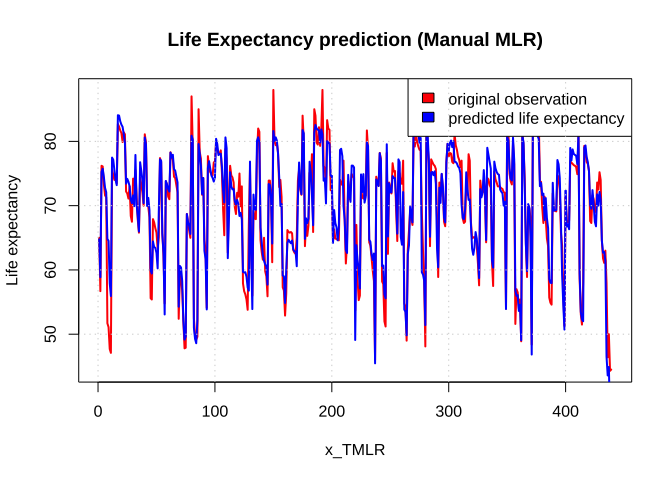 Life Expectancy prediction (Manual MLR)
original observation
predicted life expectancy
Life expectancy
80
70
60
50
0 100 200 300 400
x_TMLR